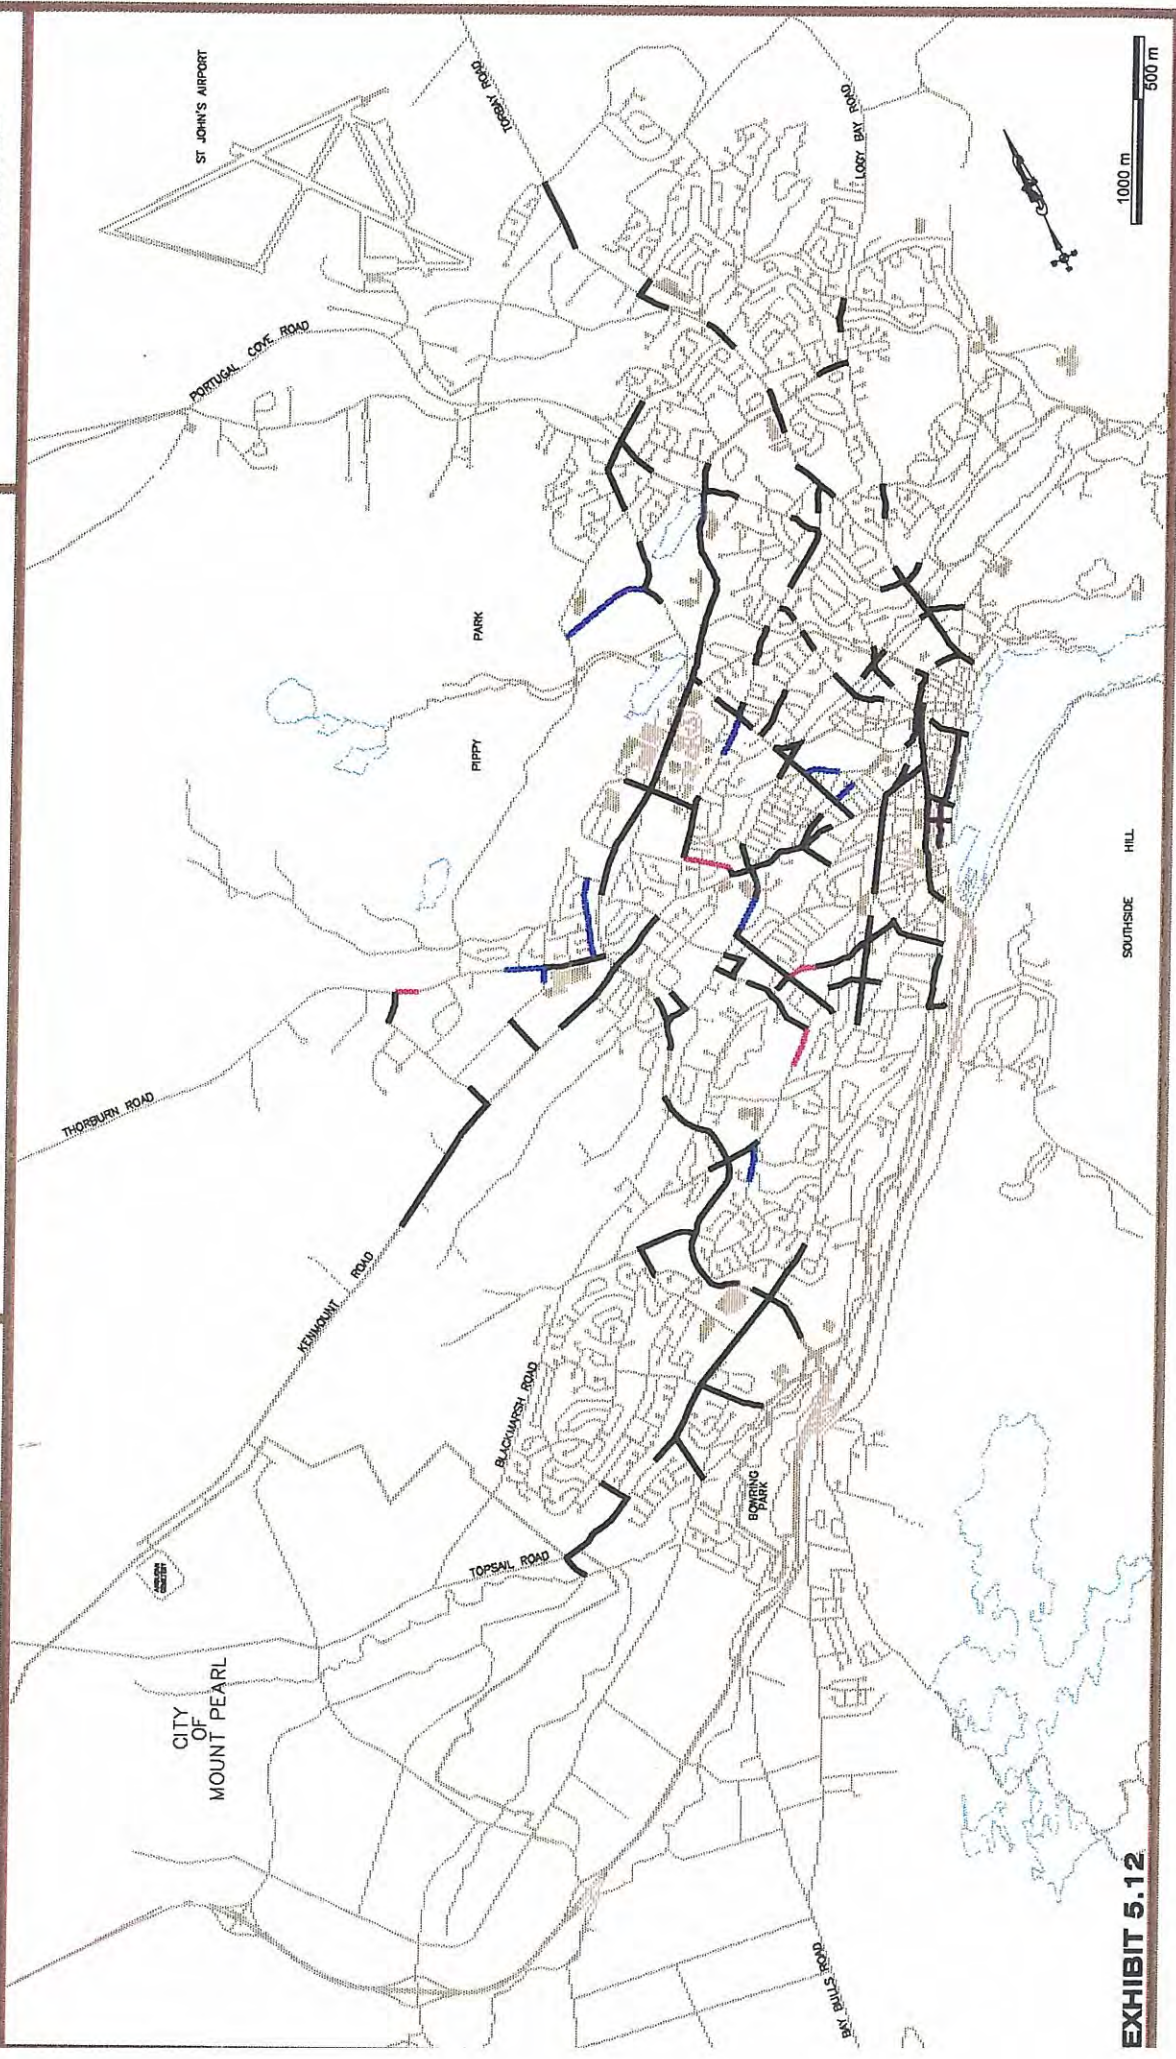 ST JOHN'S AIRPORT
TORBAY ROAD
LOGY BAY ROAD
1000 m
500 m
PORTUGAL COVE ROAD
PIPPY PARK
SOUTHSIDE HILL
THORBURN ROAD
KENMOUNT ROAD
BLACKMARSH ROAD
BOWRING
PARK
TOPSAIL ROAD
CITY
OF
MOUNT PEARL
BAY BULLS ROAD
EXHIBIT 5.12